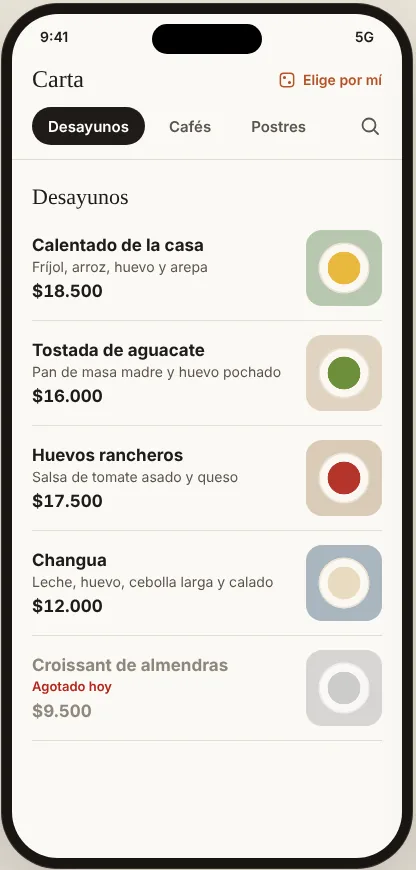 9:41
5G
Carta
Elige por mí
Desayunos
Cafés
Postres
Desayunos
Calentado de la casa
Fríjol, arroz, huevo y arepa
$18.500
Tostada de aguacate
Pan de masa madre y huevo pochado
$16.000
Huevos rancheros
Salsa de tomate asado y queso
$17.500
Changua
Leche, huevo, cebolla larga y calado
$12.000
Croissant de almendras
Agotado hoy
$9.500